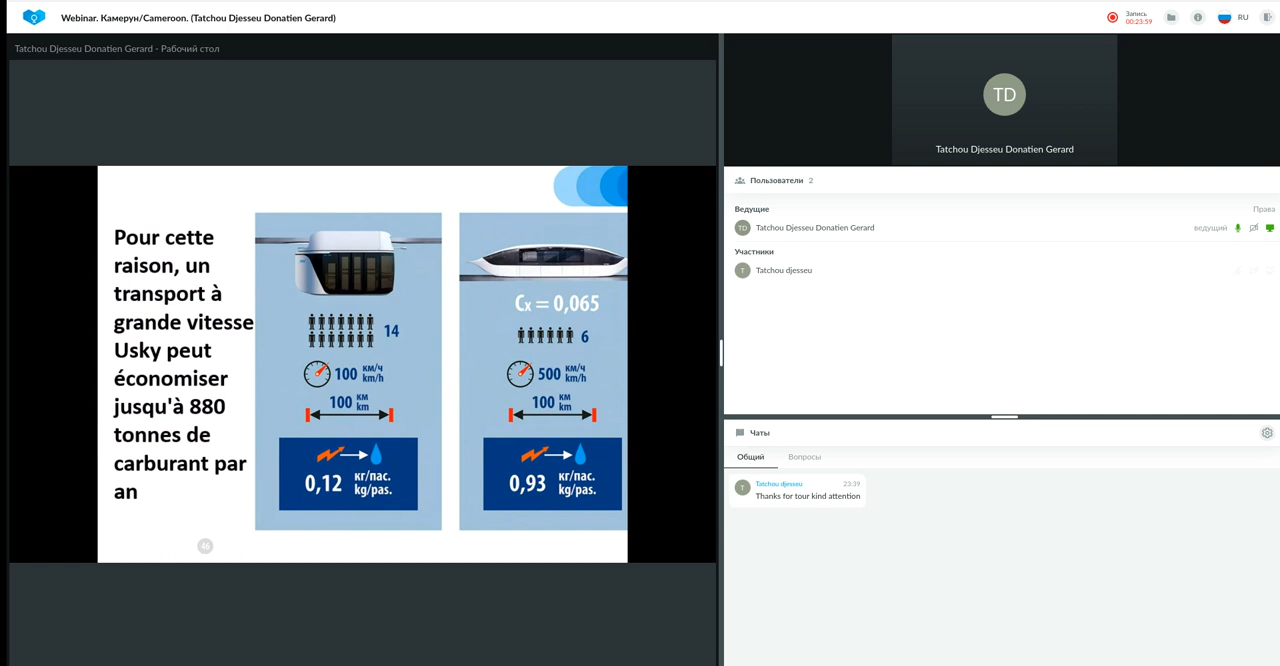 Webinar. Камерун/Cameroon. (Tatchou Djesseu Donatien Gerard)
Запись
00:23:59
RU
Tatchou Djesseu Donatien Gerard - Рабочий стол
Pour cette
raison, un
transport à
grande vitesse
Usky peut
économiser
jusqu'à 880
tonnes de
carburant par
an
14
100 км/ч km/h
100 км km
0,12 кг/пас. kg/pas.
Cx = 0,065
6
500 км/ч km/h
100 км km
0,93 кг/пас. kg/pas.
46
TD
Tatchou Djesseu Donatien Gerard
Пользователи 2
Ведущие Права
TD Tatchou Djesseu Donatien Gerard ведущий
Участники
T Tatchou djesseu
Чаты
Общий Вопросы
T Tatchou djesseu 23:39
Thanks for tour kind attention